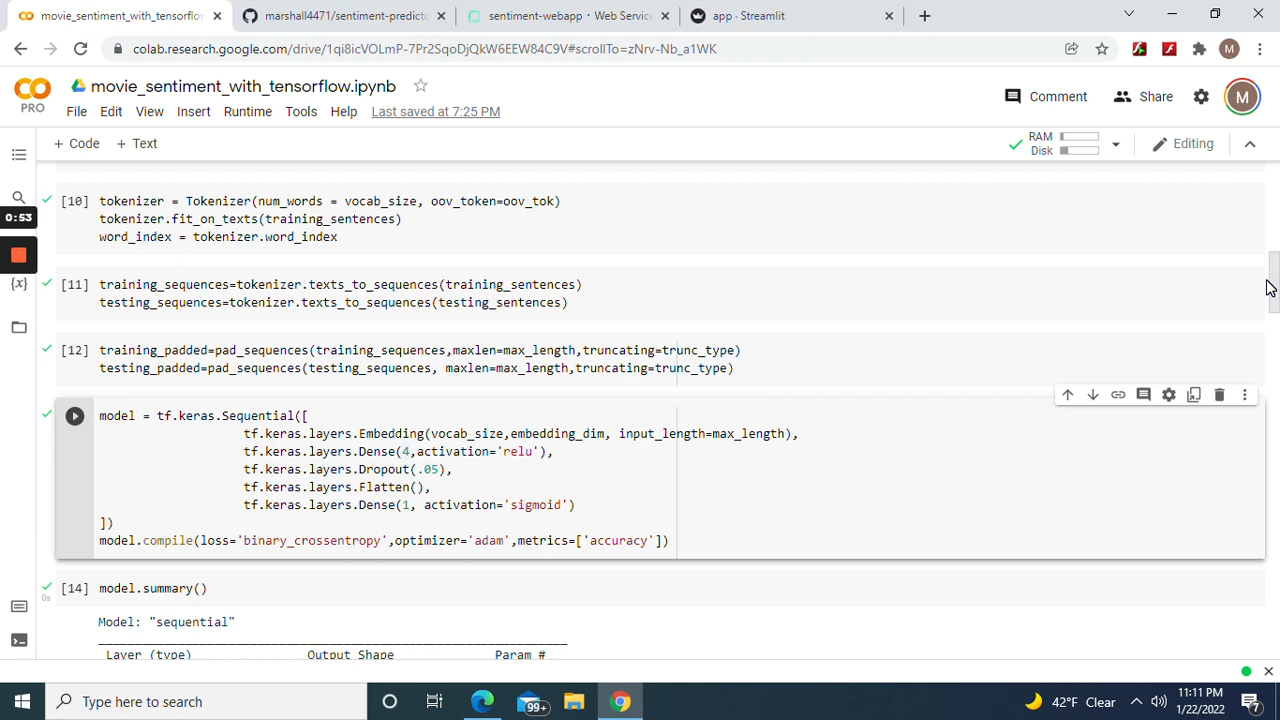 movie_sentiment_with_tensorflow
marshall4471/sentiment-predicto
sentiment-webapp · Web Service
app · Streamlit
colab.research.google.com/drive/1qi8icVOLmP-7Pr2SqoDjQkW6EEW84C9V#scrollTo=zNrv-Nb_a1WK
M
CO
PRO
movie_sentiment_with_tensorflow.ipynb
File Edit View Insert Runtime Tools Help Last saved at 7:25 PM
Comment
Share
M
+ Code + Text
RAM
Disk
Editing
0:53
{x}
[10] tokenizer = Tokenizer(num_words = vocab_size, oov_token=oov_tok)
tokenizer.fit_on_texts(training_sentences)
word_index = tokenizer.word_index
[11] training_sequences=tokenizer.texts_to_sequences(training_sentences)
testing_sequences=tokenizer.texts_to_sequences(testing_sentences)
[12] training_padded=pad_sequences(training_sequences,maxlen=max_length,truncating=trunc_type)
testing_padded=pad_sequences(testing_sequences, maxlen=max_length,truncating=trunc_type)
model = tf.keras.Sequential([
tf.keras.layers.Embedding(vocab_size,embedding_dim, input_length=max_length),
tf.keras.layers.Dense(4,activation='relu'),
tf.keras.layers.Dropout(.05),
tf.keras.layers.Flatten(),
tf.keras.layers.Dense(1, activation='sigmoid')
])
model.compile(loss='binary_crossentropy',optimizer='adam',metrics=['accuracy'])
[14] model.summary()
0s
Model: "sequential"
Layer (type) Output Shape Param #
Type here to search
99+
42°F Clear
11:11 PM
1/22/2022
7